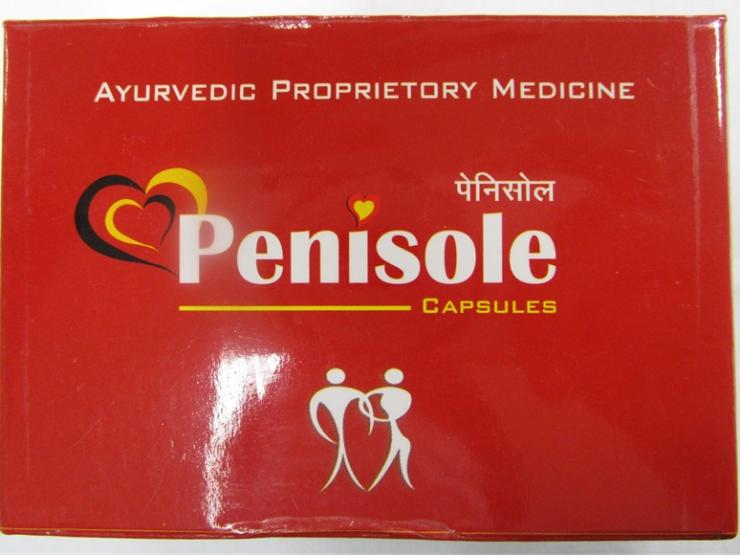 AYURVEDIC PROPRIETORY MEDICINE
पेनिसोल
Penisole
CAPSULES